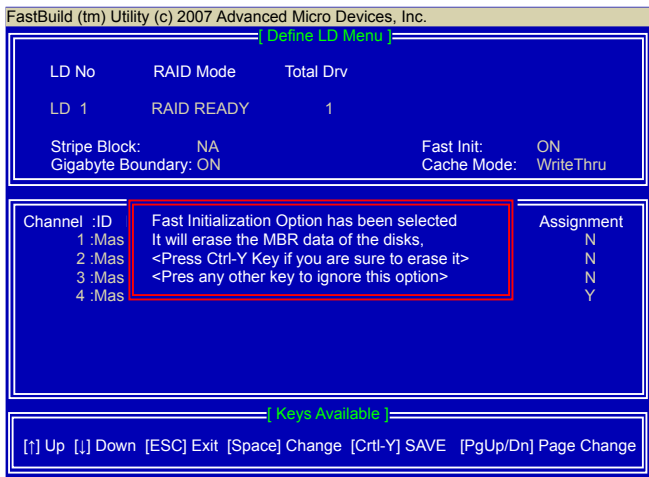 FastBuild (tm) Utility (c) 2007 Advanced Micro Devices, Inc.
[ Define LD Menu ]
LD No RAID Mode Total Drv
LD 1 RAID READY 1
Stripe Block: NA Fast Init: ON
Gigabyte Boundary: ON Cache Mode: WriteThru
Channel :ID Assignment
1 :Mas N
2 :Mas N
3 :Mas N
4 :Mas Y
Fast Initialization Option has been selected
It will erase the MBR data of the disks,
<Press Ctrl-Y Key if you are sure to erase it>
<Pres any other key to ignore this option>
[ Keys Available ]
[↑] Up [↓] Down [ESC] Exit [Space] Change [Crtl-Y] SAVE [PgUp/Dn] Page Change